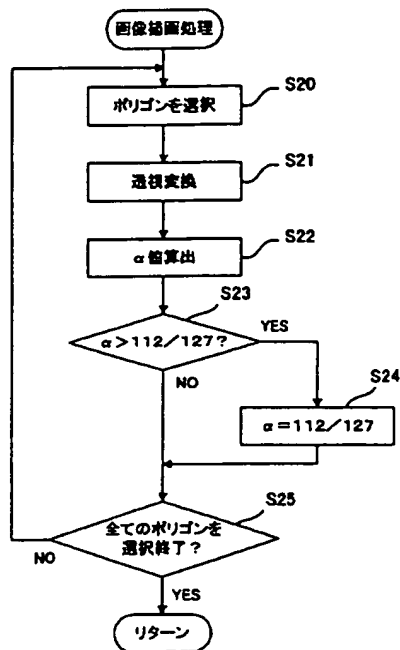 画像描画処理
S20
ポリゴンを選択
S21
透視変換
S22
α値算出
S23
α>112/127?
YES
NO
S24
α=112/127
S25
全てのポリゴンを
選択終了?
NO
YES
リターン